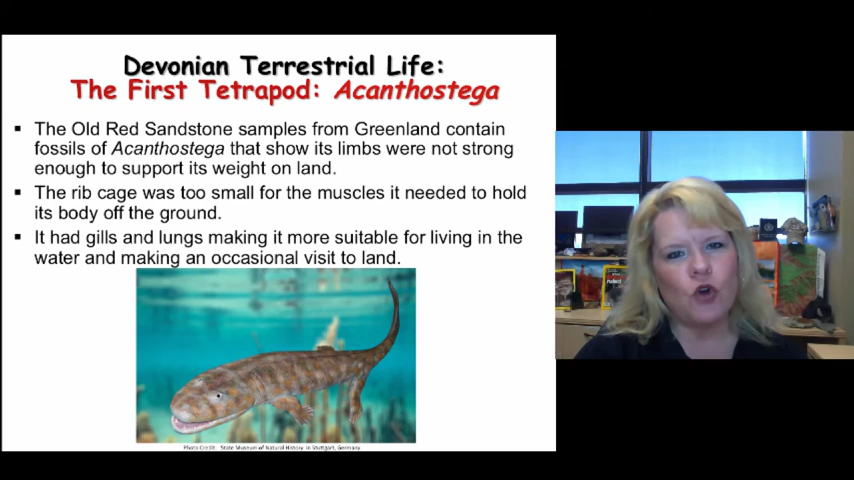 Devonian Terrestrial Life:
The First Tetrapod: Acanthostega
▪ The Old Red Sandstone samples from Greenland contain
fossils of Acanthostega that show its limbs were not strong
enough to support its weight on land.
▪ The rib cage was too small for the muscles it needed to hold
its body off the ground.
▪ It had gills and lungs making it more suitable for living in the
water and making an occasional visit to land.
Photo Credit: State Museum of Natural History in Stuttgart, Germany